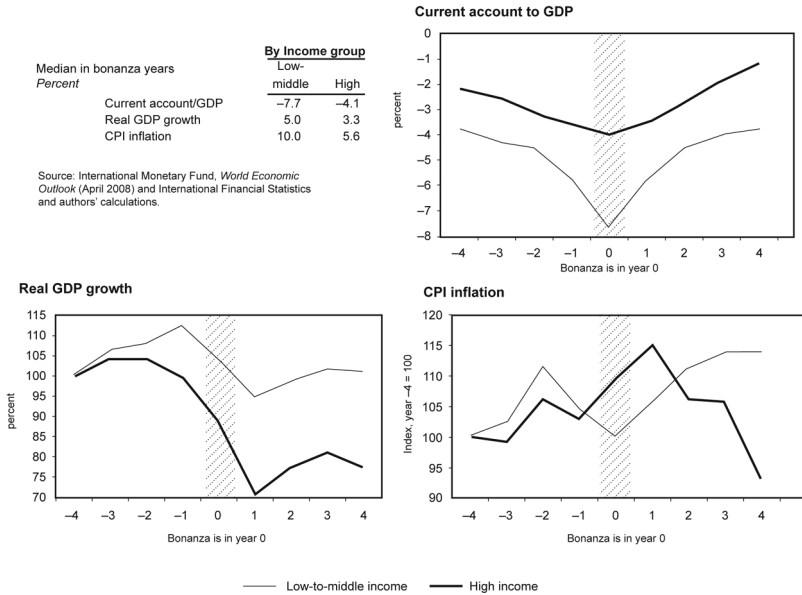 By Income group
Median in bonanza years
Percent
Low-middle High
Current account/GDP –7.7 –4.1
Real GDP growth 5.0 3.3
CPI inflation 10.0 5.6
Source: International Monetary Fund, World Economic
Outlook (April 2008) and International Financial Statistics
and authors' calculations.
Current account to GDP
percent
0
–1
–2
–3
–4
–5
–6
–7
–8
–4 –3 –2 –1 0 1 2 3 4
Bonanza is in year 0
Real GDP growth
percent
115
110
105
100
95
90
85
80
75
70
–4 –3 –2 –1 0 1 2 3 4
Bonanza is in year 0
CPI inflation
Index, year –4 = 100
120
115
110
105
100
95
90
–4 –3 –2 –1 0 1 2 3 4
Bonanza is in year 0
Low-to-middle income High income